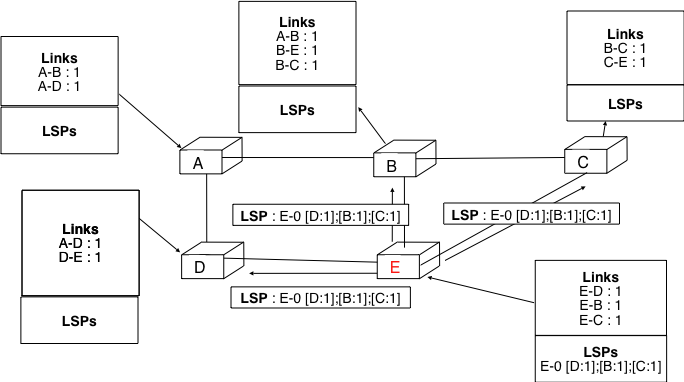 Links
A-B : 1
B-E : 1
B-C : 1
LSPs
Links
B-C : 1
C-E : 1
LSPs
Links
A-B : 1
A-D : 1
LSPs
A
B
C
Links
A-D : 1
D-E : 1
LSPs
LSP : E-0 [D:1];[B:1];[C:1]
LSP : E-0 [D:1];[B:1];[C:1]
D
E
LSP : E-0 [D:1];[B:1];[C:1]
Links
E-D : 1
E-B : 1
E-C : 1
LSPs
E-0 [D:1];[B:1];[C:1]